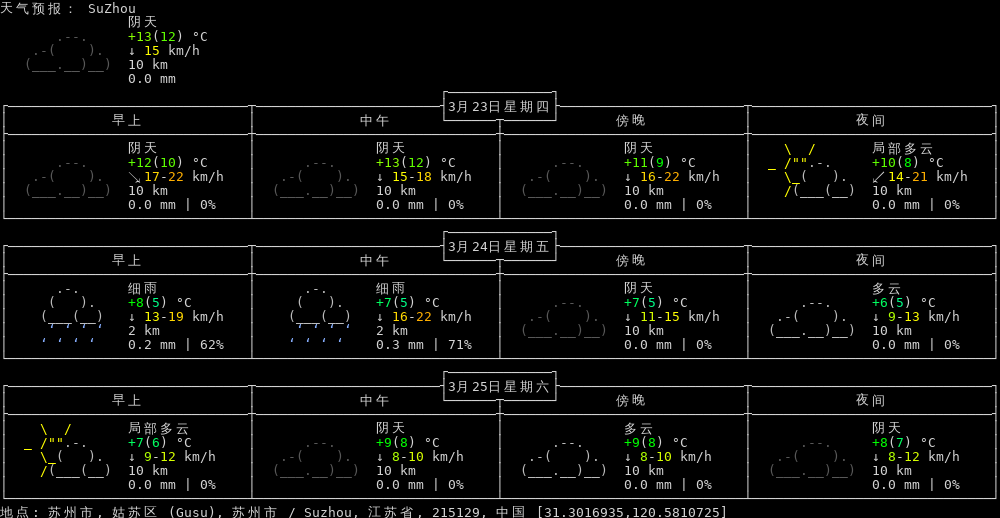 天气预报: SuZhou
阴天
+13(12) °C
↓ 15 km/h
10 km
0.0 mm
3月23日星期四
早上 中午 傍晚 夜间
阴天 阴天 阴天 局部多云
+12(10) °C +13(12) °C +11(9) °C +10(8) °C
↘ 17-22 km/h ↓ 15-18 km/h ↓ 16-22 km/h ↙ 14-21 km/h
10 km 10 km 10 km 10 km
0.0 mm | 0% 0.0 mm | 0% 0.0 mm | 0% 0.0 mm | 0%
3月24日星期五
早上 中午 傍晚 夜间
细雨 细雨 阴天 多云
+8(5) °C +7(5) °C +7(5) °C +6(5) °C
↓ 13-19 km/h ↓ 16-22 km/h ↓ 11-15 km/h ↓ 9-13 km/h
2 km 2 km 10 km 10 km
0.2 mm | 62% 0.3 mm | 71% 0.0 mm | 0% 0.0 mm | 0%
3月25日星期六
早上 中午 傍晚 夜间
局部多云 阴天 多云 阴天
+7(6) °C +9(8) °C +9(8) °C +8(7) °C
↓ 9-12 km/h ↓ 8-10 km/h ↓ 8-10 km/h ↓ 8-12 km/h
10 km 10 km 10 km 10 km
0.0 mm | 0% 0.0 mm | 0% 0.0 mm | 0% 0.0 mm | 0%
地点: 苏州市, 姑苏区 (Gusu), 苏州市 / Suzhou, 江苏省, 215129, 中国 [31.3016935,120.5810725]